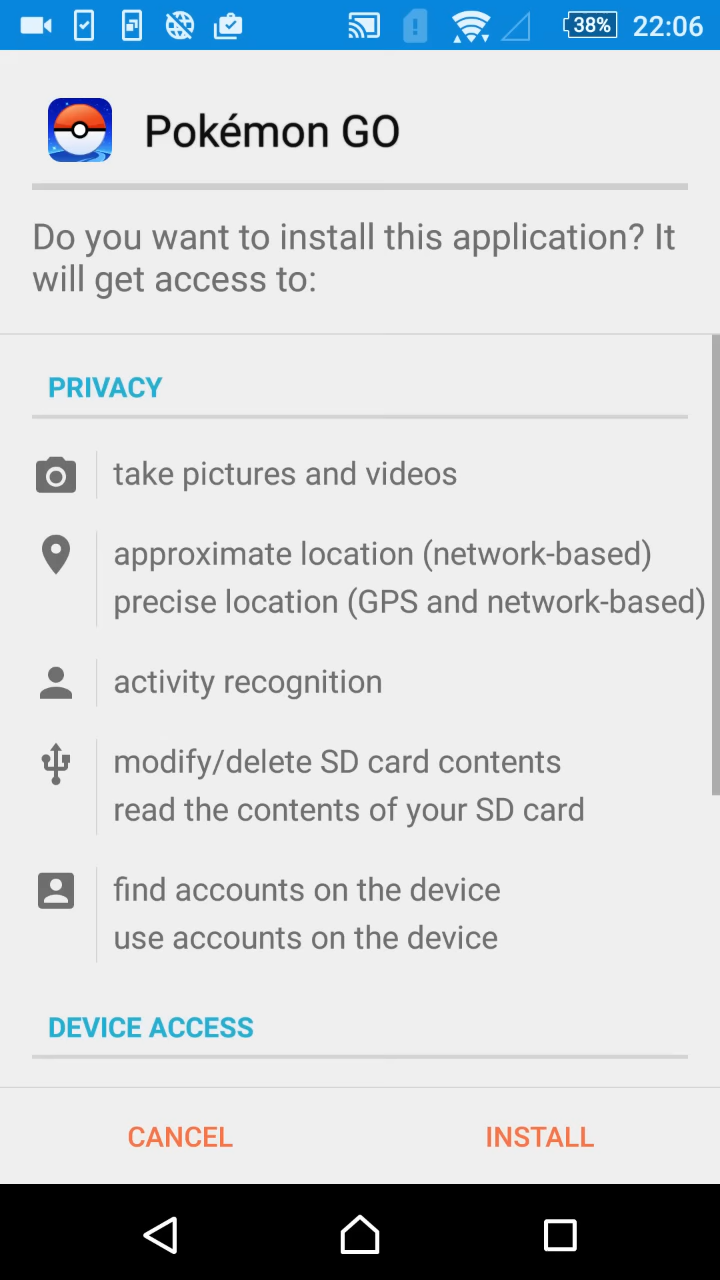 38% 22:06
Pokémon GO
Do you want to install this application? It
will get access to:
PRIVACY
take pictures and videos
approximate location (network-based)
precise location (GPS and network-based)
activity recognition
modify/delete SD card contents
read the contents of your SD card
find accounts on the device
use accounts on the device
DEVICE ACCESS
CANCEL INSTALL